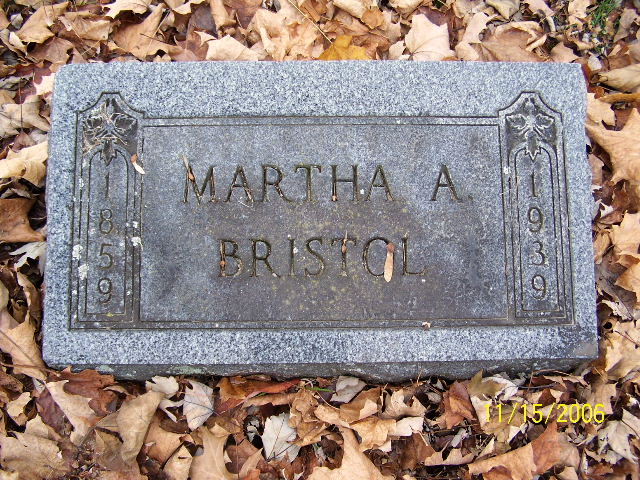 MARTHA A.
BRISTOL
1859
1939
11/15/2006